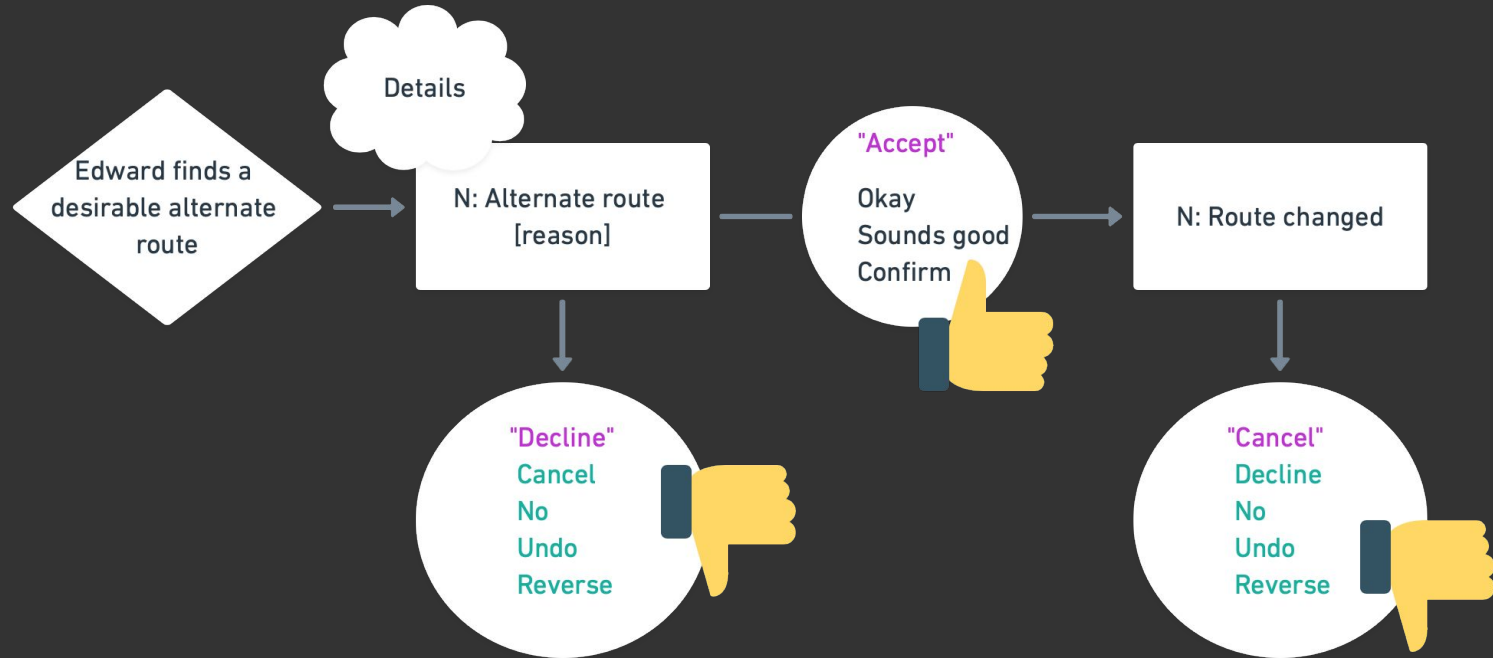 Details
Edward finds a
desirable alternate
route
N: Alternate route
[reason]
"Accept"
Okay
Sounds good
Confirm
N: Route changed
"Decline"
Cancel
No
Undo
Reverse
"Cancel"
Decline
No
Undo
Reverse